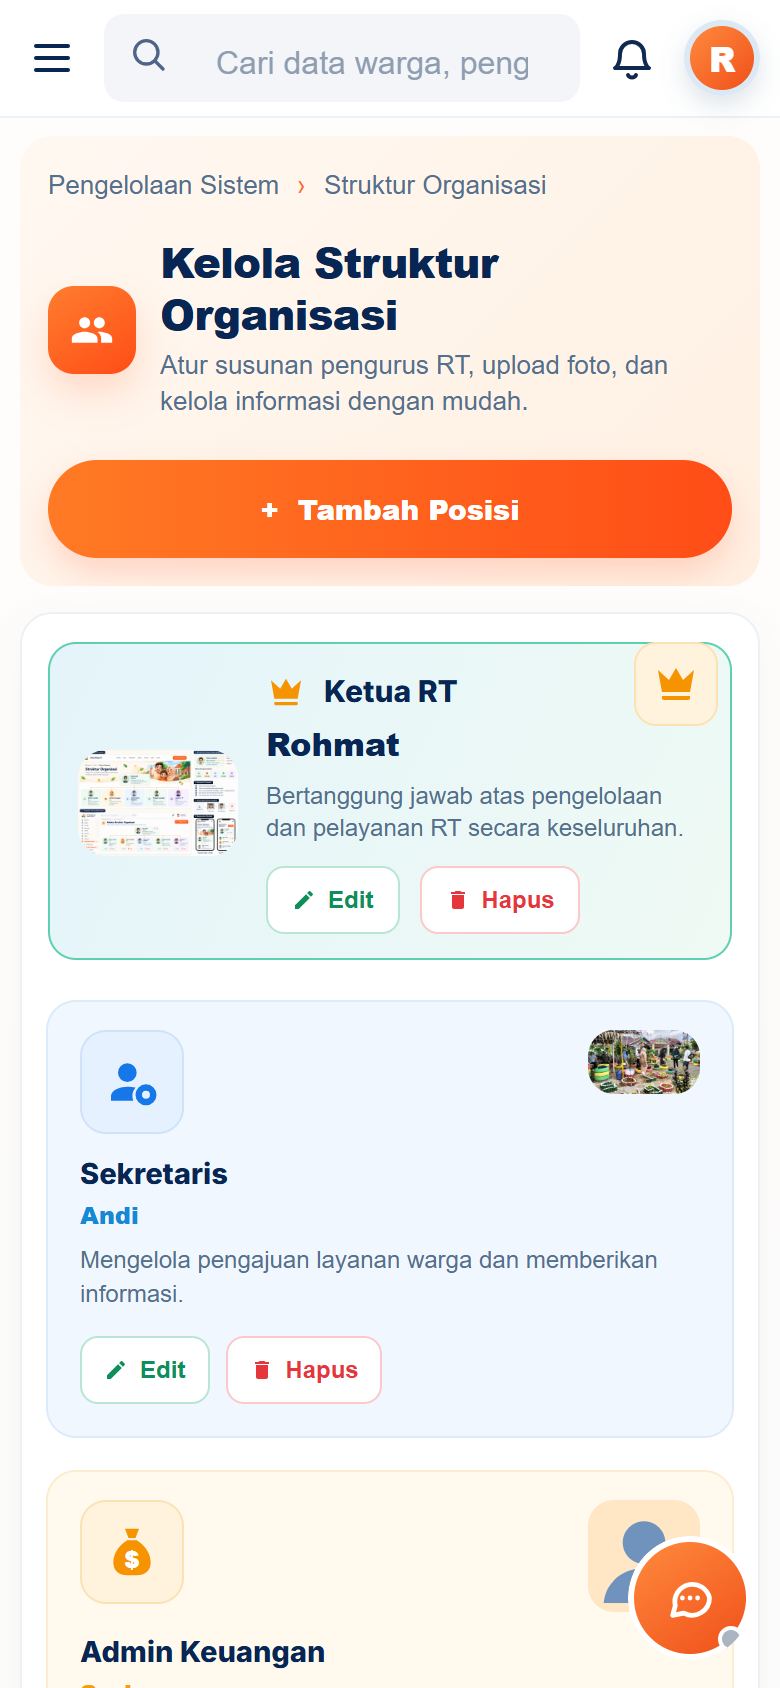 Cari data warga, peng
R
Pengelolaan Sistem › Struktur Organisasi
Kelola Struktur
Organisasi
Atur susunan pengurus RT, upload foto, dan
kelola informasi dengan mudah.
+ Tambah Posisi
Ketua RT
Rohmat
Bertanggung jawab atas pengelolaan
dan pelayanan RT secara keseluruhan.
Edit
Hapus
Sekretaris
Andi
Mengelola pengajuan layanan warga dan memberikan
informasi.
Edit
Hapus
$
Admin Keuangan